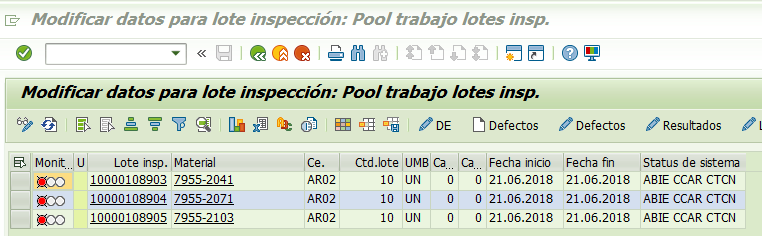 Modificar datos para lote inspección: Pool trabajo lotes insp.
Modificar datos para lote inspección: Pool trabajo lotes insp.
DE Defectos Defectos Resultados
Monit... U Lote insp. Material Ce. Ctd.lote UMB Ca... Ca... Fecha inicio Fecha fin Status de sistema
10000108903 7955-2041 AR02 10 UN 0 0 21.06.2018 21.06.2018 ABIE CCAR CTCN
10000108904 7955-2071 AR02 10 UN 0 0 21.06.2018 21.06.2018 ABIE CCAR CTCN
10000108905 7955-2103 AR02 10 UN 0 0 21.06.2018 21.06.2018 ABIE CCAR CTCN